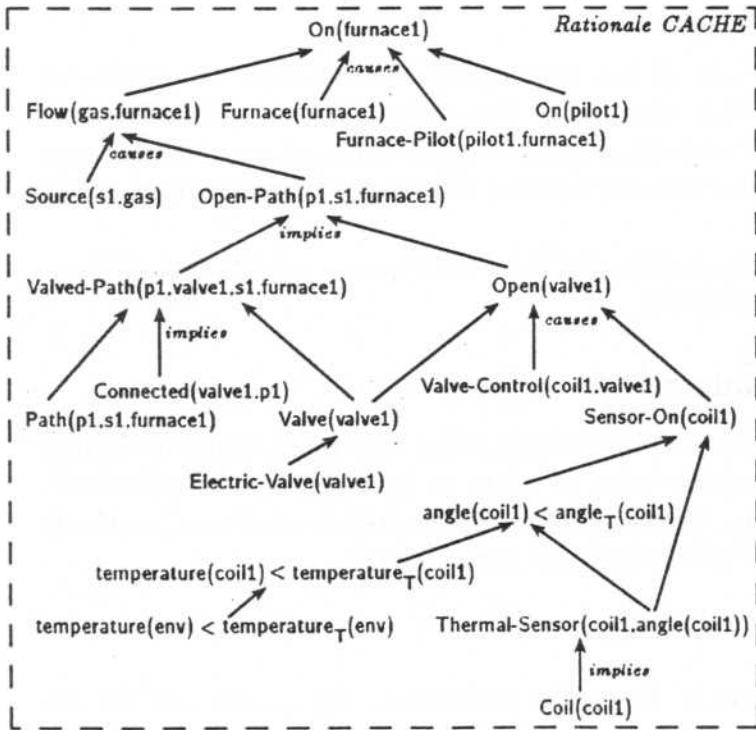 On(furnace1)
Rationale CACHE
causes
Flow(gas,furnace1)
Furnace(furnace1)
On(pilot1)
Furnace-Pilot(pilot1,furnace1)
causes
Source(s1,gas)
Open-Path(p1,s1,furnace1)
implies
Valved-Path(p1,valve1,s1,furnace1)
Open(valve1)
implies
causes
Connected(valve1,p1)
Valve-Control(coil1,valve1)
Path(p1,s1,furnace1)
Valve(valve1)
Sensor-On(coil1)
Electric-Valve(valve1)
angle(coil1) < angle_T(coil1)
temperature(coil1) < temperature_T(coil1)
temperature(env) < temperature_T(env)
Thermal-Sensor(coil1,angle(coil1))
implies
Coil(coil1)